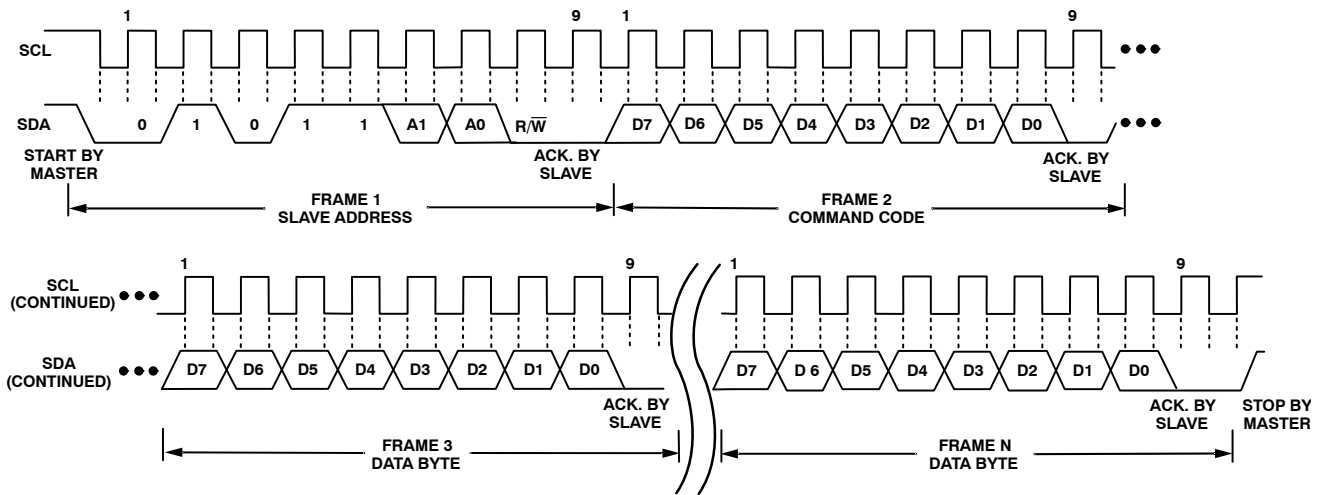 1 9 1 9
SCL
SDA 0 1 0 1 1 A1 A0 R/W̅ D7 D6 D5 D4 D3 D2 D1 D0
START BY MASTER
ACK. BY SLAVE
ACK. BY SLAVE
FRAME 1
SLAVE ADDRESS
FRAME 2
COMMAND CODE
1 9 1 9
SCL
(CONTINUED)
SDA
(CONTINUED)
D7 D6 D5 D4 D3 D2 D1 D0 D7 D 6 D5 D4 D3 D2 D1 D0
ACK. BY
SLAVE
ACK. BY
SLAVE
STOP BY
MASTER
FRAME 3
DATA BYTE
FRAME N
DATA BYTE